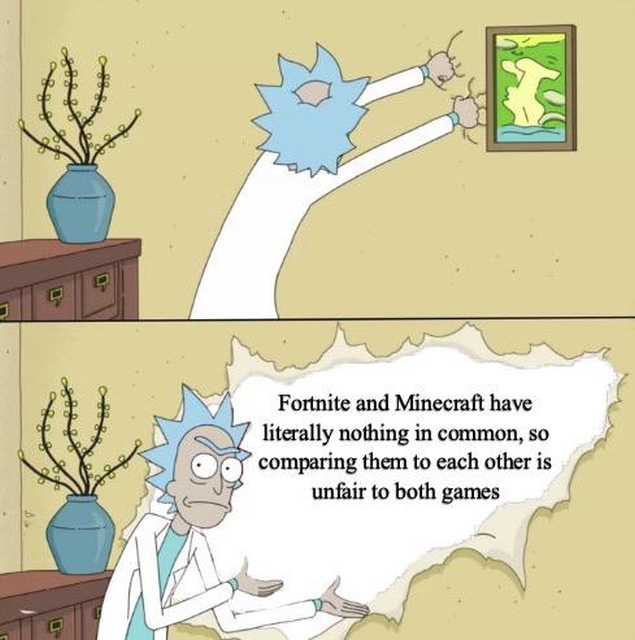 Fortnite and Minecraft have
literally nothing in common, so
comparing them to each other is
unfair to both games